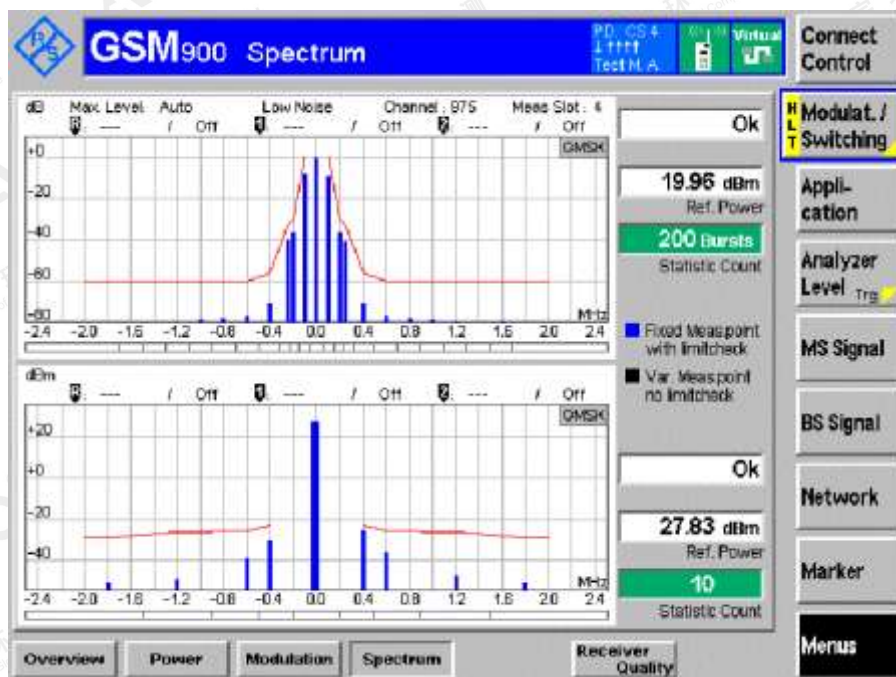 GSM900 Spectrum
PD, CS4
Test M. A.
Virtual
Connect
Control
dB Max. Level: Auto Low Noise Channel: 975 Meas Slot: 4
--- / Off --- / Off --- / Off
GMSK
+0
-20
-40
-60
-80
MHz
-2.4 -2.0 -1.6 -1.2 -0.8 -0.4 0.0 0.4 0.8 1.2 1.6 2.0 2.4
Ok
19.96 dBm
Ref. Power
200 Bursts
Statistic Count
Fixed Measpoint
with limitcheck
Var. Measpoint
no limitcheck
dBm
--- / Off --- / Off --- / Off
GMSK
+20
+0
-20
-40
MHz
-2.4 -2.0 -1.6 -1.2 -0.8 -0.4 0.0 0.4 0.8 1.2 1.6 2.0 2.4
Ok
27.83 dBm
Ref. Power
10
Statistic Count
HLT
Modulat. /
Switching
Appli-
cation
Analyzer
Level Trg
MS Signal
BS Signal
Network
Marker
Menus
Overview
Power
Modulation
Spectrum
Receiver
Quality